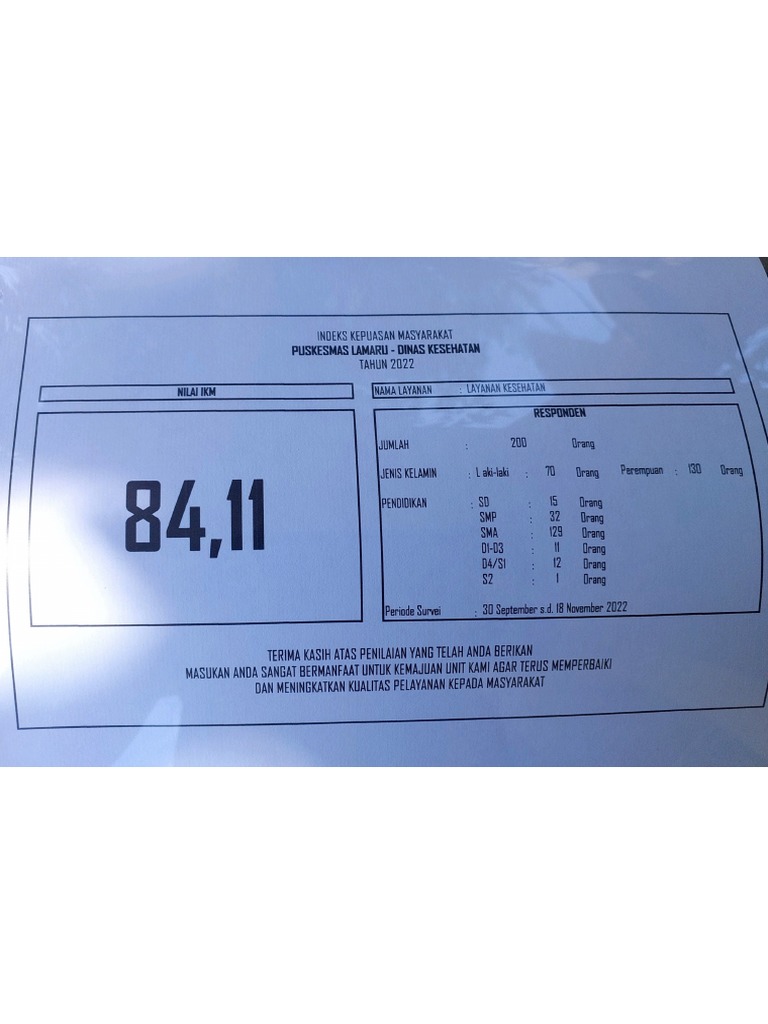 INDEKS KEPUASAN MASYARAKAT
PUSKESMAS LAMARU - DINAS KESEHATAN
TAHUN 2022
NILAI IKM
84,11
NAMA LAYANAN : LAYANAN KESEHATAN
RESPONDEN
JUMLAH : 200 Orang
JENIS KELAMIN : L aki-laki : 70 Orang Perempuan : 130 Orang
PENDIDIKAN : SD : 15 Orang
SMP : 32 Orang
SMA : 129 Orang
D1-D3 : 11 Orang
D4/S1 : 12 Orang
S2 : 1 Orang
Periode Survei : 30 September s.d. 18 November 2022
TERIMA KASIH ATAS PENILAIAN YANG TELAH ANDA BERIKAN
MASUKAN ANDA SANGAT BERMANFAAT UNTUK KEMAJUAN UNIT KAMI AGAR TERUS MEMPERBAIKI
DAN MENINGKATKAN KUALITAS PELAYANAN KEPADA MASYARAKAT